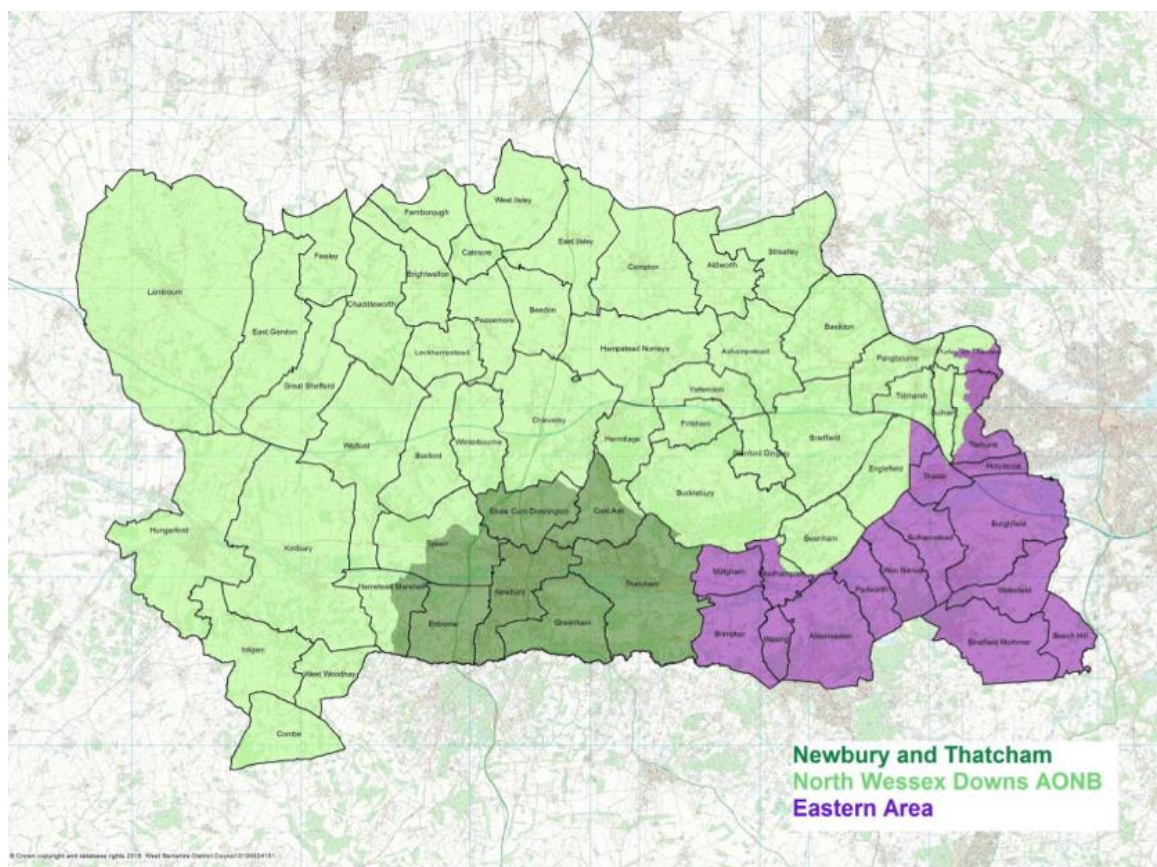 West Ilsley
Farnborough
East Ilsley
Catmore
Fawley
Streatley
Compton
Aldworth
Brightwalton
Lambourn
Chaddleworth
Peasemore
Beedon
Basildon
East Garston
Hampstead Norreys
Ashampstead
Leckhampstead
Pangbourne
Great Shefford
Yattendon
Tidmarsh
Sulham
Chieveley
Frilsham
Welford
Winterbourne
Hermitage
Bradfield
Boxford
Stanford Dingley
Tilehurst
Englefield
Holybrook
Theale
Bucklebury
Shaw Cum Donnington
Cold Ash
Burghfield
Hungerford
Beenham
Sulhamstead
Kintbury
Speen
Midgham
Woolhampton
Ufton Nervet
Hamstead Marshall
Thatcham
Padworth
Wokefield
Newbury
Enborne
Greenham
Brimpton
Wasing
Aldermaston
Stratfield Mortimer
Beech Hill
Inkpen
West Woodhay
Combe
Newbury and Thatcham
North Wessex Downs AONB
Eastern Area